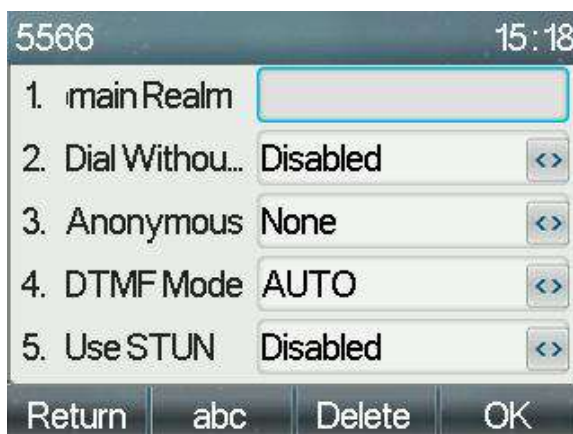 5566 15:18
1. main Realm
2. Dial Withou... Disabled
3. Anonymous None
4. DTMF Mode AUTO
5. Use STUN Disabled
Return abc Delete OK